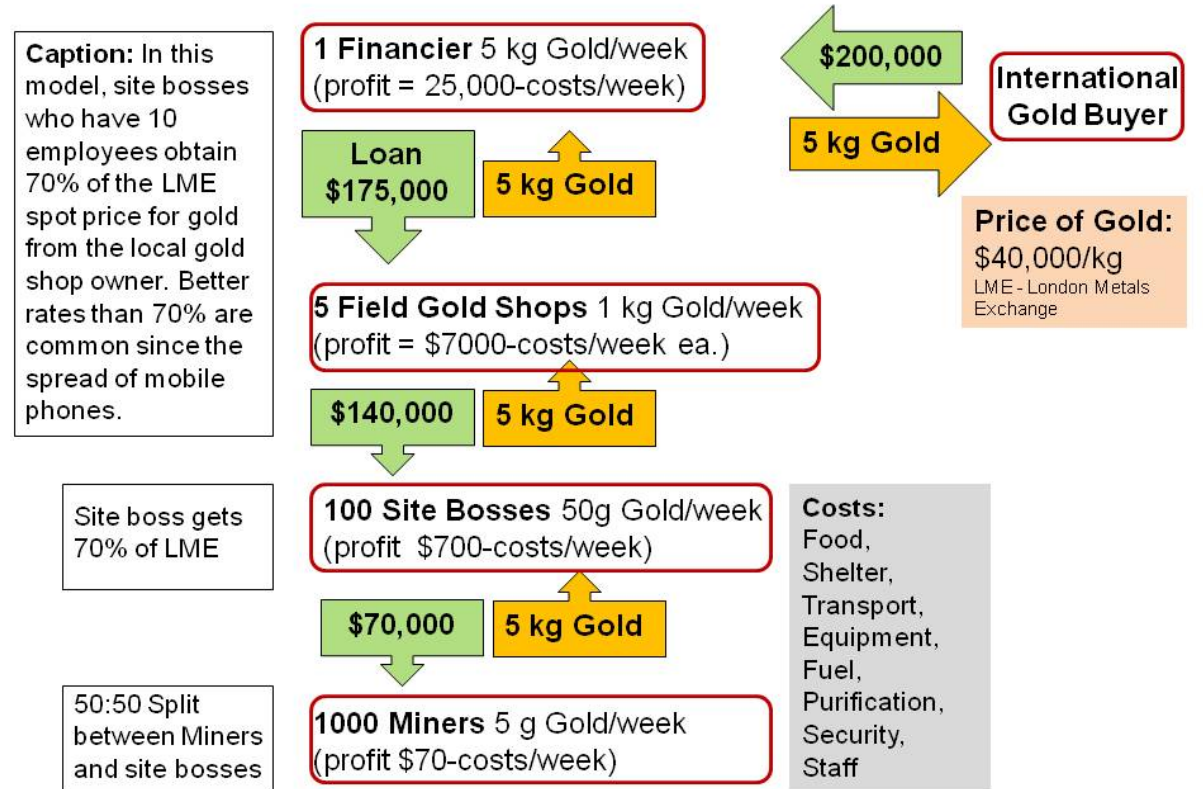 Caption: In this
model, site bosses
who have 10
employees obtain
70% of the LME
spot price for gold
from the local gold
shop owner. Better
rates than 70% are
common since the
spread of mobile
phones.
1 Financier 5 kg Gold/week
(profit = 25,000-costs/week)
$200,000
5 kg Gold
International
Gold Buyer
Loan
$175,000
5 kg Gold
Price of Gold:
$40,000/kg
LME - London Metals
Exchange
5 Field Gold Shops 1 kg Gold/week
(profit = $7000-costs/week ea.)
$140,000
5 kg Gold
Site boss gets
70% of LME
100 Site Bosses 50g Gold/week
(profit $700-costs/week)
$70,000
5 kg Gold
Costs:
Food,
Shelter,
Transport,
Equipment,
Fuel,
Purification,
Security,
Staff
50:50 Split
between Miners
and site bosses
1000 Miners 5 g Gold/week
(profit $70-costs/week)